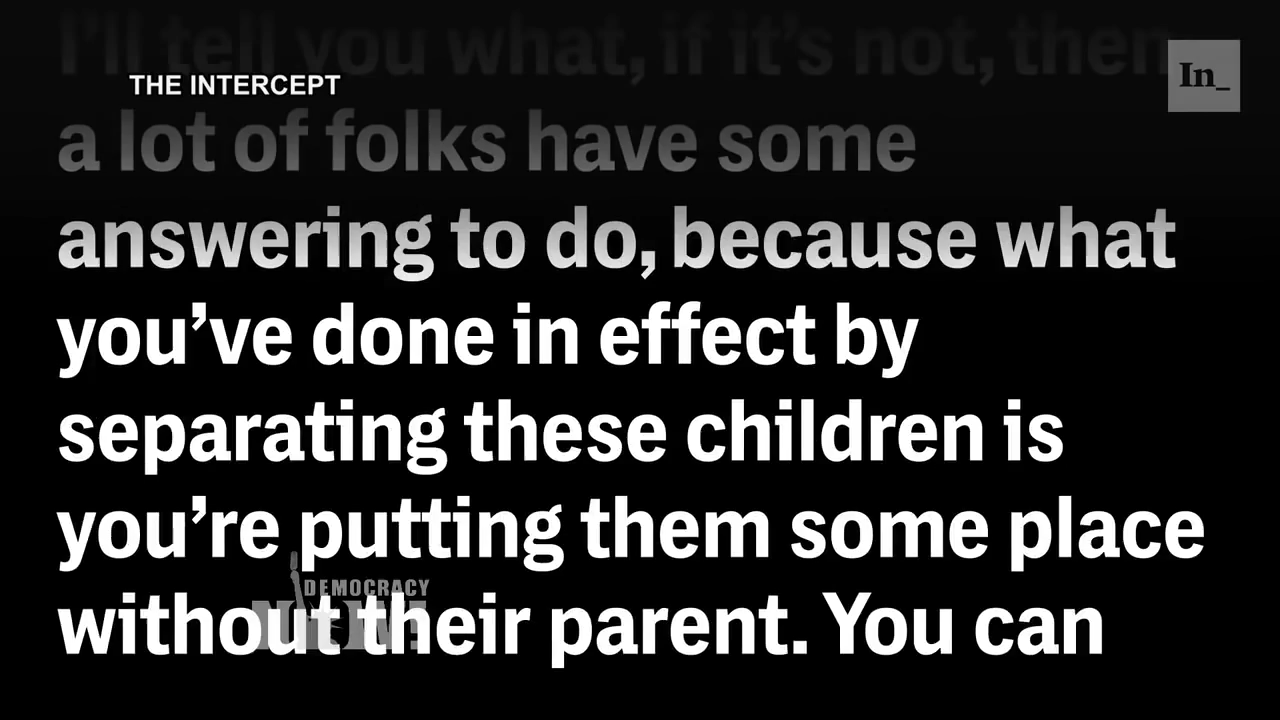 I'll tell you what, if it's not, then
THE INTERCEPT
In_
a lot of folks have some
answering to do, because what
you've done in effect by
separating these children is
you're putting them some place
DEMOCRACY
NOW!
without their parent. You can